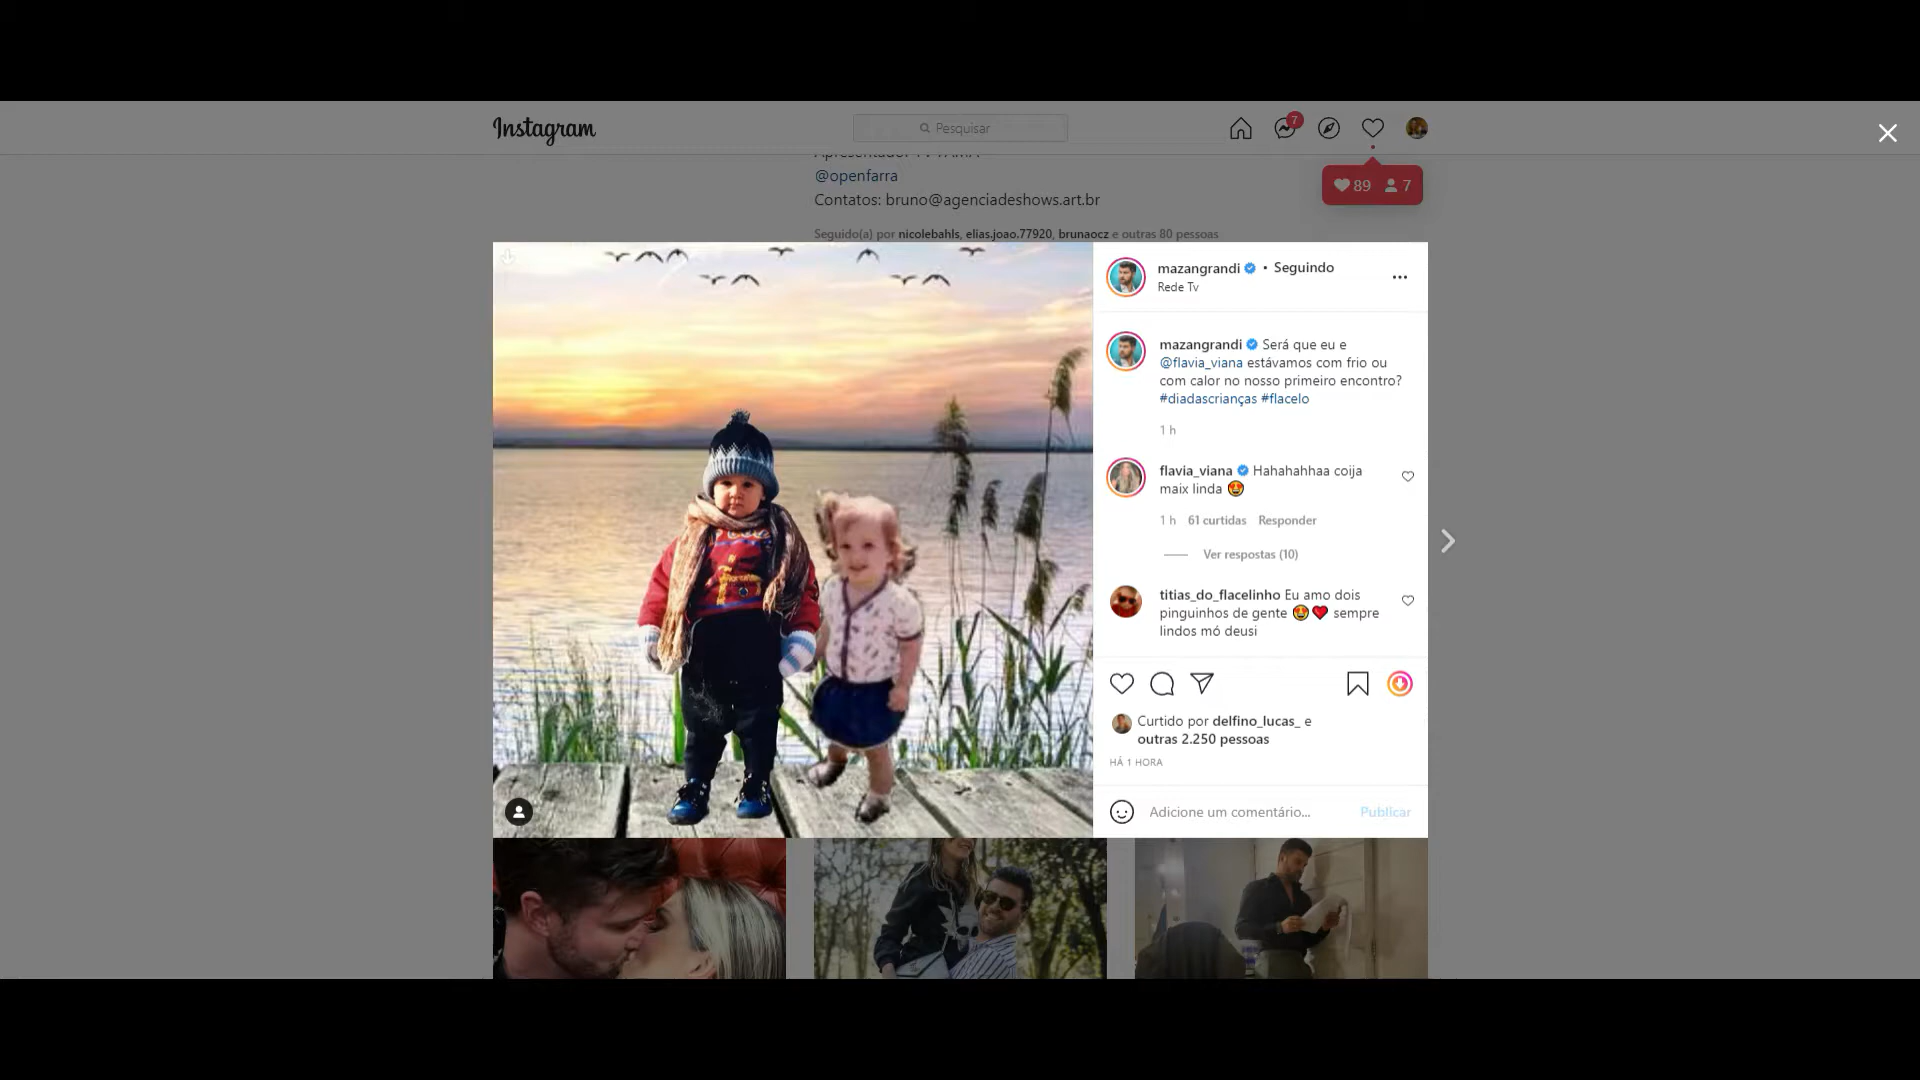 Instagram
Pesquisar
7
@openfarra
Contatos: bruno@agenciadeshows.art.br
89 7
Seguido(a) por nicolebahls, elias.joao.77920, brunaocz e outras 80 pessoas
mazangrandi • Seguindo
Rede Tv
mazangrandi Será que eu e
@flavia_viana estávamos com frio ou
com calor no nosso primeiro encontro?
#diadascrianças #flacelo
1 h
flavia_viana Hahahahhaa coija
maix linda 😍
1 h 61 curtidas Responder
Ver respostas (10)
titias_do_flacelinho Eu amo dois
pinguinhos de gente 😍❤️ sempre
lindos mó deusi
Curtido por delfino_lucas_ e
outras 2.250 pessoas
HÁ 1 HORA
Adicione um comentário... Publicar